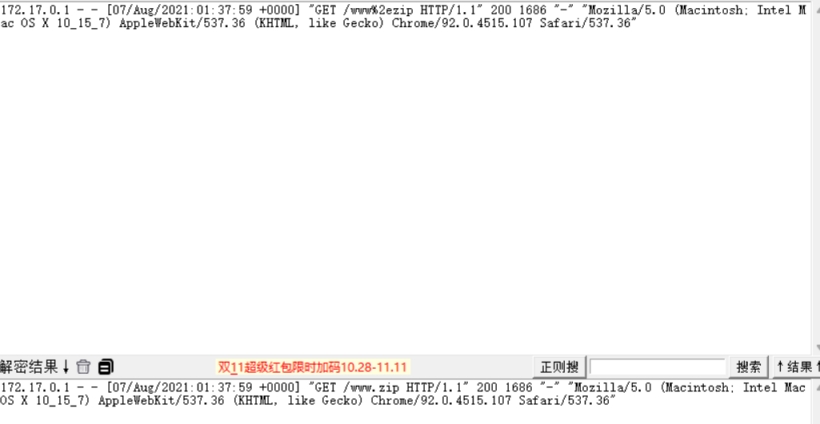 172.17.0.1 - - [07/Aug/2021:01:37:59 +0000] "GET /www%2ezip HTTP/1.1" 200 1686 "-" "Mozilla/5.0 (Macintosh; Intel M
ac OS X 10_15_7) AppleWebKit/537.36 (KHTML, like Gecko) Chrome/92.0.4515.107 Safari/537.36"
解密结果↓ 双11超级红包限时加码10.28-11.11 正则搜 搜索 ↑结果↑
172.17.0.1 - - [07/Aug/2021:01:37:59 +0000] "GET /www.zip HTTP/1.1" 200 1686 "-" "Mozilla/5.0 (Macintosh; Intel Mac
OS X 10_15_7) AppleWebKit/537.36 (KHTML, like Gecko) Chrome/92.0.4515.107 Safari/537.36"